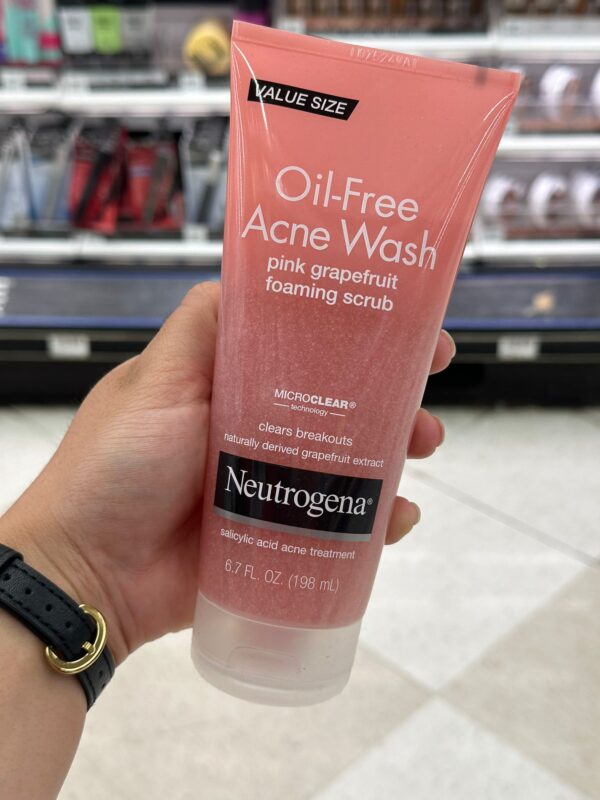 VALUE SIZE
Oil-Free
Acne Wash
pink grapefruit
foaming scrub
MICROCLEAR®
technology
clears breakouts
naturally derived grapefruit extract
Neutrogena®
salicylic acid acne treatment
6.7 FL. OZ. (198 mL)